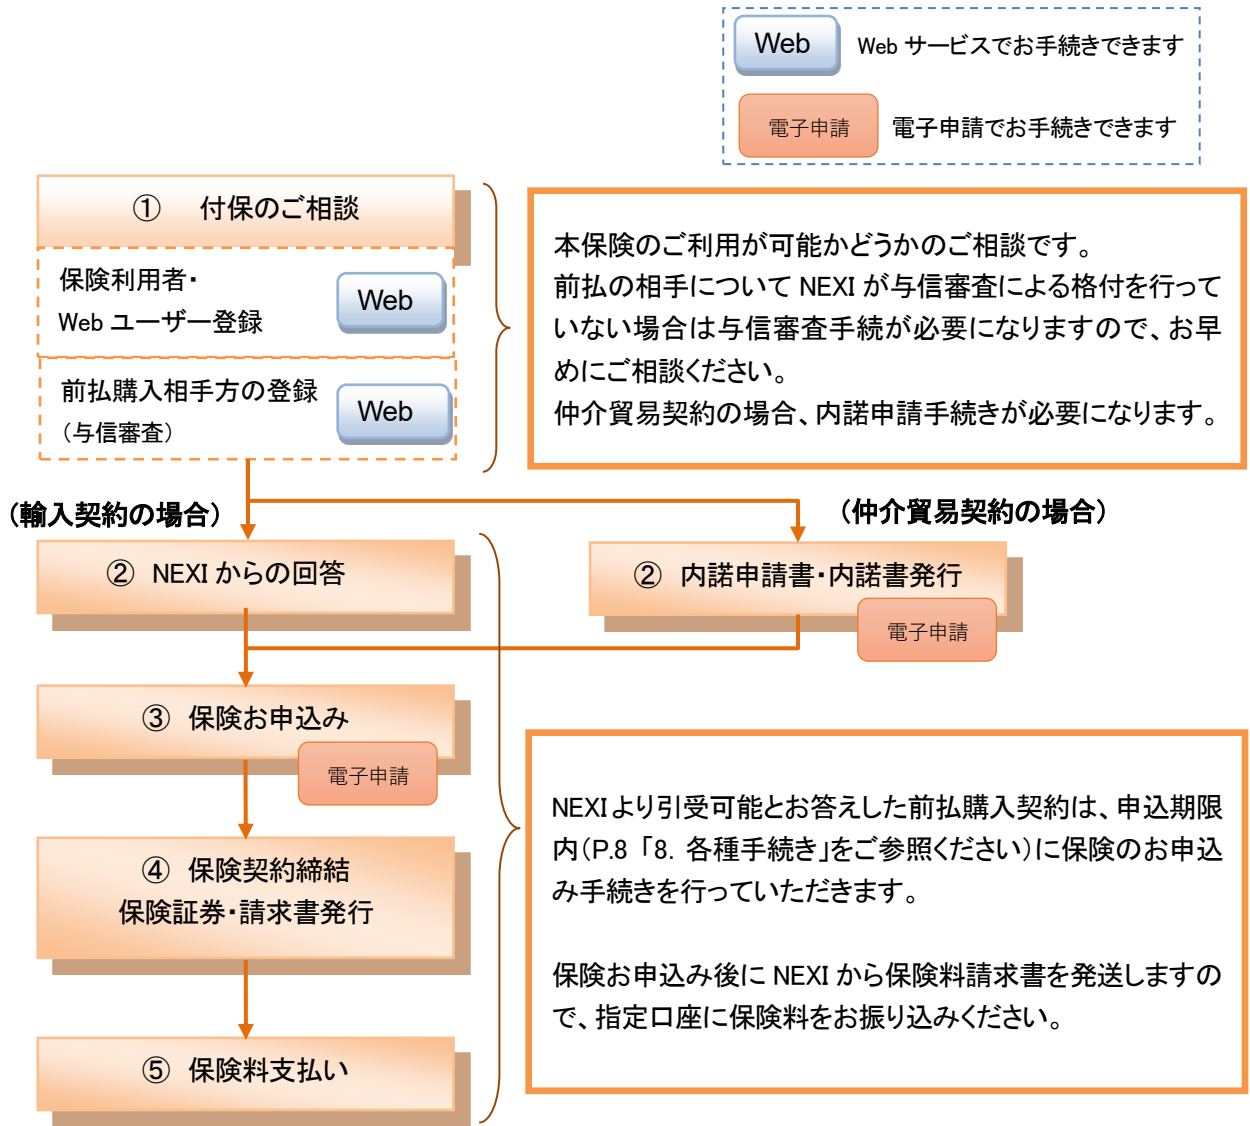 Web Web サービスでお手続きできます
電子申請 電子申請でお手続きできます
① 付保のご相談
保険利用者・
Web ユーザー登録
Web
前払購入相手方の登録
（与信審査）
Web
本保険のご利用が可能かどうかのご相談です。
前払の相手について NEXI が与信審査による格付を行って
いない場合は与信審査手続が必要になりますので、お早
めにご相談ください。
仲介貿易契約の場合、内諾申請手続きが必要になります。
（輸入契約の場合）
（仲介貿易契約の場合）
② NEXI からの回答
② 内諾申請書・内諾書発行
電子申請
③ 保険お申込み
電子申請
④ 保険契約締結
保険証券・請求書発行
⑤ 保険料支払い
NEXI より引受可能とお答えした前払購入契約は、申込期限
内（P.8 「8. 各種手続き」をご参照ください）に保険のお申込
み手続きを行っていただきます。
保険お申込み後に NEXI から保険料請求書を発送しますの
で、指定口座に保険料をお振り込みください。